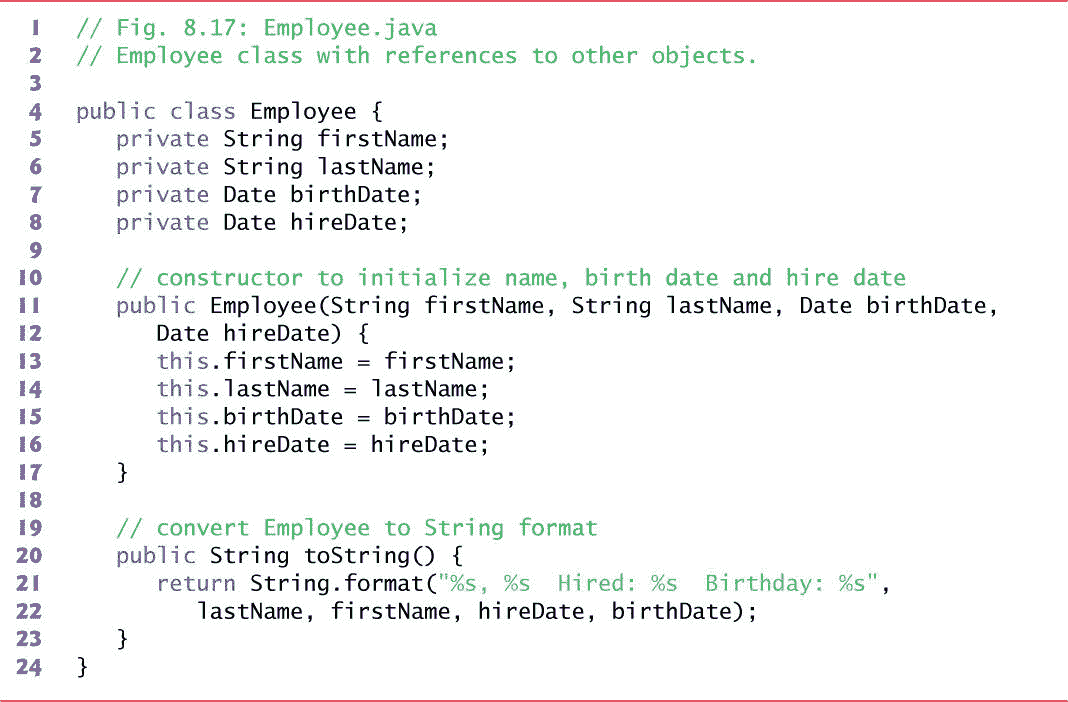 1 // Fig. 8.17: Employee.java
2 // Employee class with references to other objects.
3
4 public class Employee {
5    private String firstName;
6    private String lastName;
7    private Date birthDate;
8    private Date hireDate;
9
10    // constructor to initialize name, birth date and hire date
11    public Employee(String firstName, String lastName, Date birthDate,
12       Date hireDate) {
13       this.firstName = firstName;
14       this.lastName = lastName;
15       this.birthDate = birthDate;
16       this.hireDate = hireDate;
17    }
18
19    // convert Employee to String format
20    public String toString() {
21       return String.format("%s, %s  Hired: %s  Birthday: %s",
22          lastName, firstName, hireDate, birthDate);
23    }
24 }